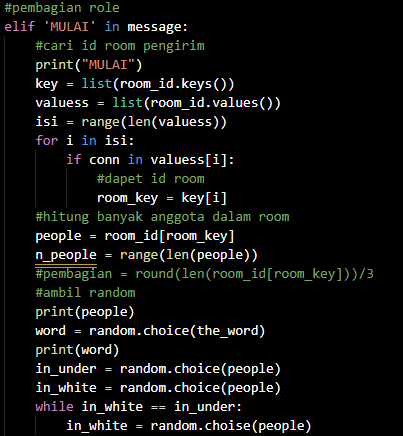 #pembagian role
elif 'MULAI' in message:
    #cari id room pengirim
    print("MULAI")
    key = list(room_id.keys())
    valuess = list(room_id.values())
    isi = range(len(valuess))
    for i in isi:
        if conn in valuess[i]:
            #dapet id room
            room_key = key[i]
    #hitung banyak anggota dalam room
    people = room_id[room_key]
    n_people = range(len(people))
    #pembagian = round(len(room_id[room_key]))/3
    #ambil random
    print(people)
    word = random.choice(the_word)
    print(word)
    in_under = random.choice(people)
    in_white = random.choice(people)
    while in_white == in_under:
        in_white = random.choise(people)